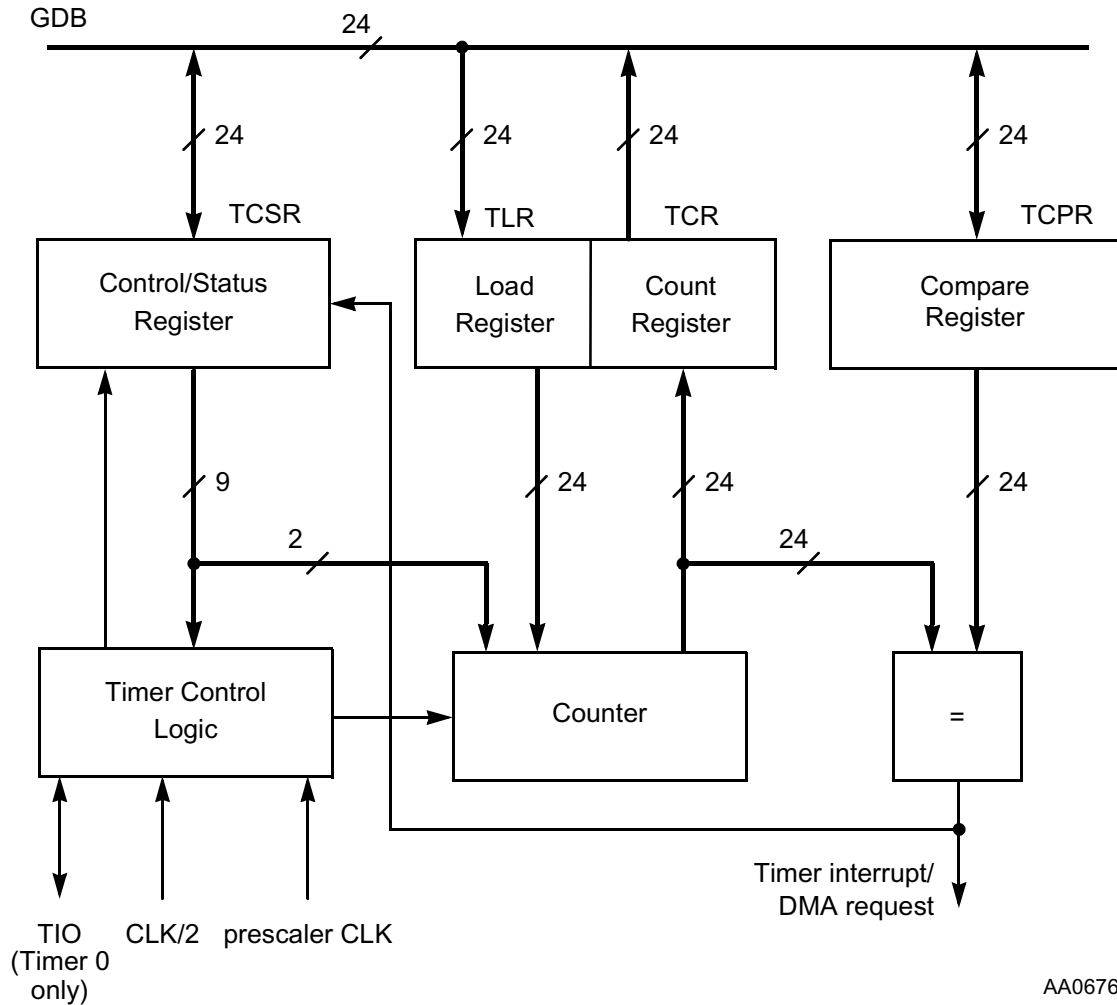 GDB
24
24
24
24
24
TCSR
TLR
TCR
TCPR
Control/Status
Register
Load
Register
Count
Register
Compare
Register
9
24
24
24
2
24
Timer Control
Logic
Counter
=
Timer interrupt/
DMA request
TIO
(Timer 0
only)
CLK/2
prescaler CLK
AA0676